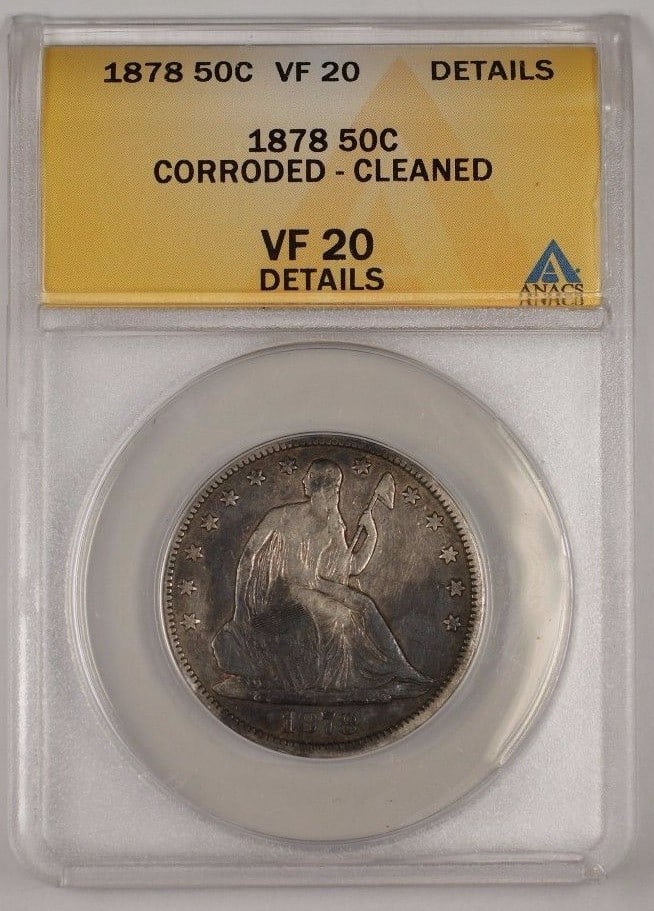 1878 50C VF 20 DETAILS
1878 50C
CORRODED - CLEANED
VF 20
DETAILS
ANACS
1878